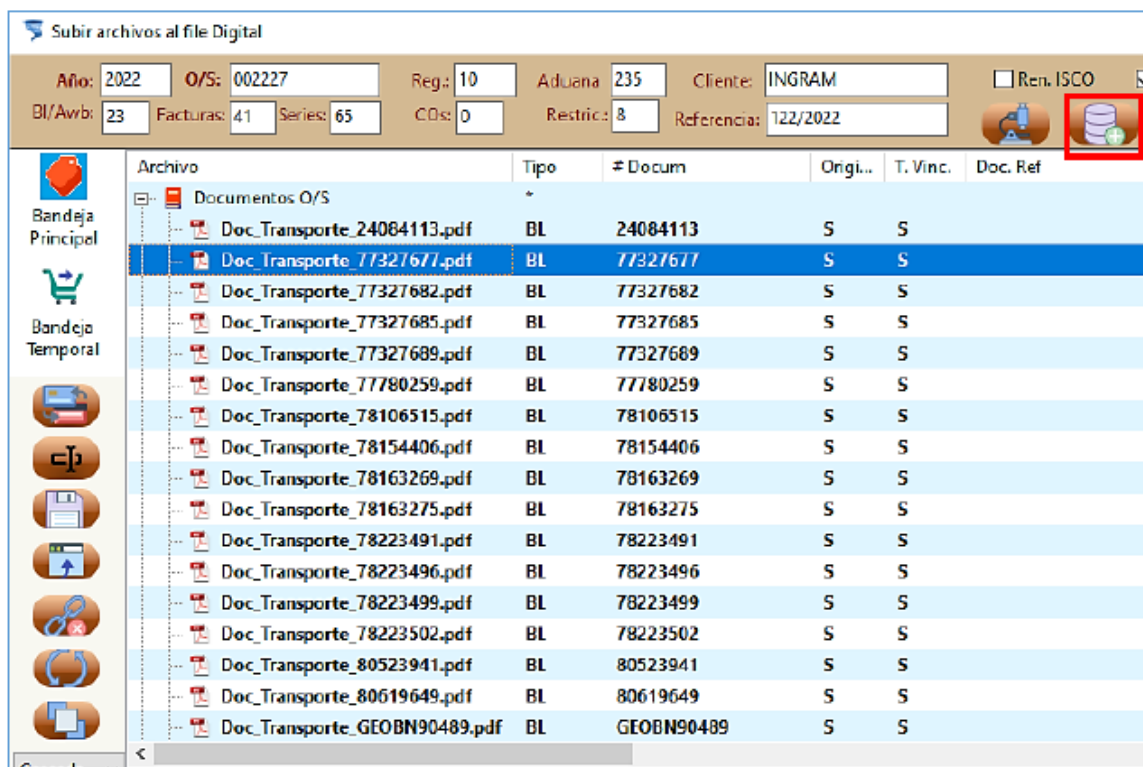 Subir archivos al file Digital
Año: 2022 O/S: 002227 Reg.: 10 Aduana 235 Cliente: INGRAM Ren. ISCO
Bl/Awb: 23 Facturas: 41 Series: 65 COs: 0 Restric.: 8 Referencia: 122/2022
Archivo Tipo # Docum Origi... T. Vinc. Doc. Ref
Bandeja Principal
Bandeja Temporal
Documentos O/S *
Doc_Transporte_24084113.pdf BL 24084113 S S
Doc_Transporte_77327677.pdf BL 77327677 S S
Doc_Transporte_77327682.pdf BL 77327682 S S
Doc_Transporte_77327685.pdf BL 77327685 S S
Doc_Transporte_77327689.pdf BL 77327689 S S
Doc_Transporte_77780259.pdf BL 77780259 S S
Doc_Transporte_78106515.pdf BL 78106515 S S
Doc_Transporte_78154406.pdf BL 78154406 S S
Doc_Transporte_78163269.pdf BL 78163269 S S
Doc_Transporte_78163275.pdf BL 78163275 S S
Doc_Transporte_78223491.pdf BL 78223491 S S
Doc_Transporte_78223496.pdf BL 78223496 S S
Doc_Transporte_78223499.pdf BL 78223499 S S
Doc_Transporte_78223502.pdf BL 78223502 S S
Doc_Transporte_80523941.pdf BL 80523941 S S
Doc_Transporte_80619649.pdf BL 80619649 S S
Doc_Transporte_GEOBN90489.pdf BL GEOBN90489 S S